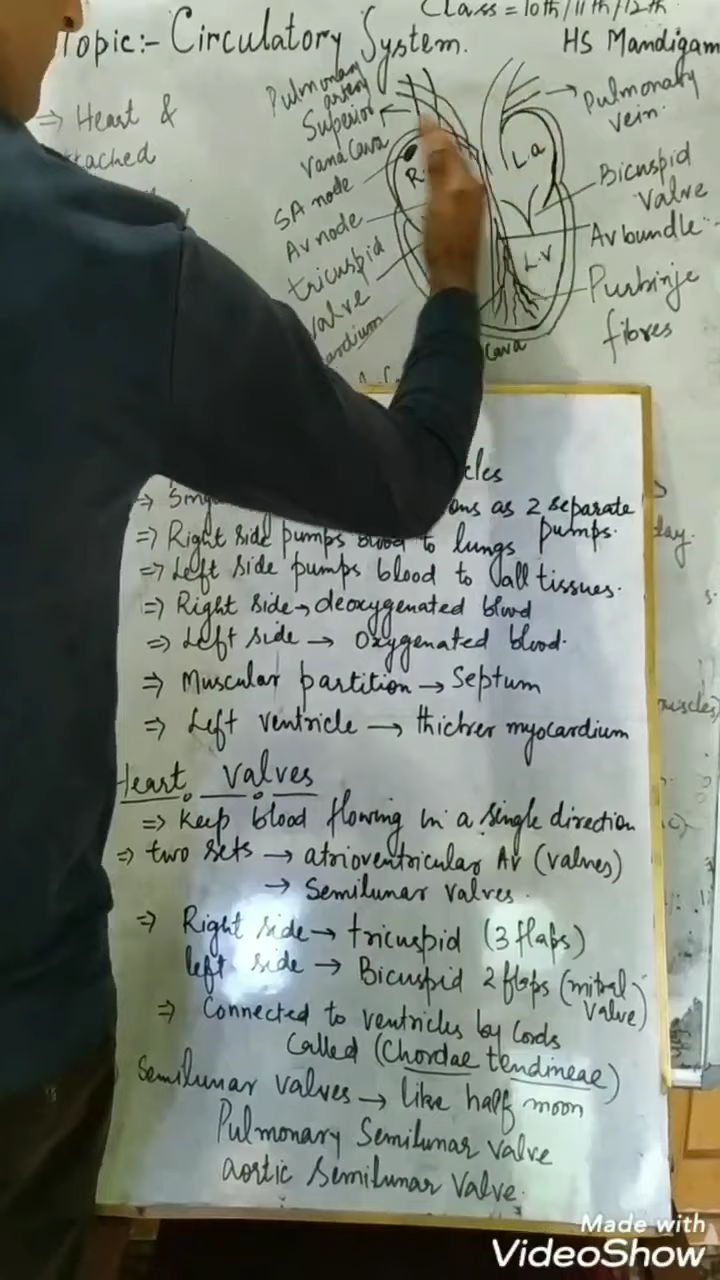 Class = 10th/11th/12th
Topic:- Circulatory System.
HS Mandigam
=> Heart &
Pulmonary
artery
Superior
vanacava
SA node
Av node
tricuspid
valve
R.
L.a
L.V
Pulmonary
vein
Bicuspid
Valve
Av bundle
Purbinje
fibres
cava
cles
ons as 2 separate
pumps.
=> Right side pumps blood to lungs
=> Left side pumps blood to all tissues.
=> Right side → deoxygenated blood
=> Left side → Oxygenated blood.
=> Muscular partition → Septum
=> Left ventricle → thicker myocardium
Heart Valves
=> Keep blood flowing in a single direction
=> two sets → atrioventricular AV (valves)
→ Semilunar valves.
=> Right side → tricuspid (3 flaps)
left side → Bicuspid 2 flaps (mitral valve)
=> Connected to ventricles by Cords
Called (Chordae tendineae)
Semilunar valves → like half moon
Pulmonary Semilunar valve
aortic Semilunar Valve.
Made with
VideoShow